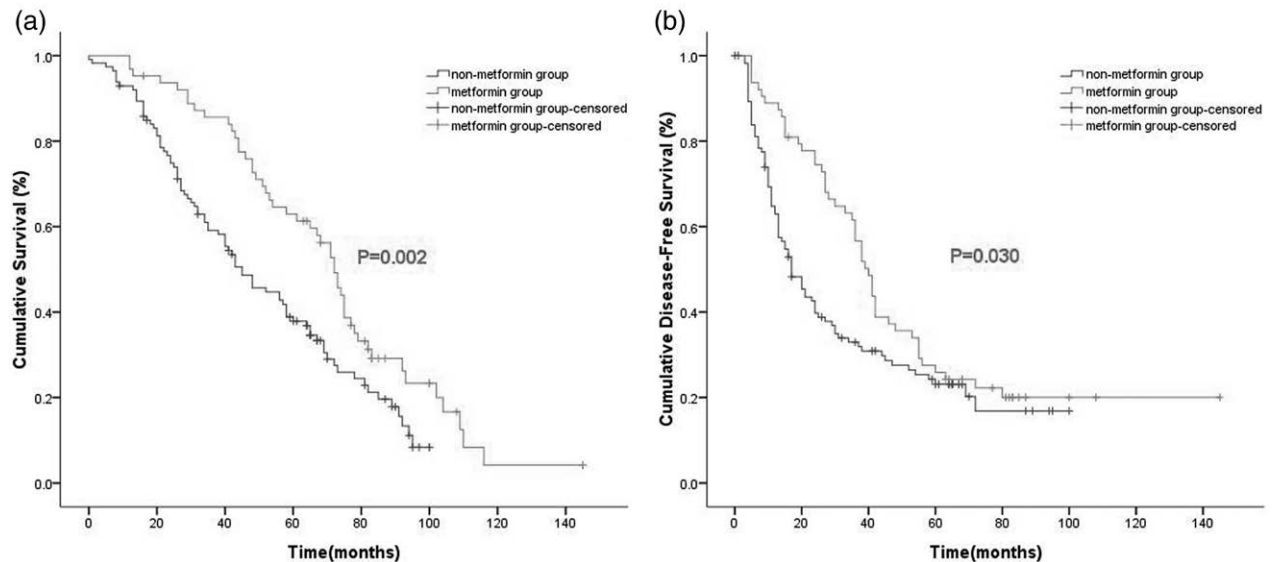 (a)
1.0
0.8
0.6
0.4
0.2
0.0
Cumulative Survival (%)
non-metformin group
metformin group
non-metformin group-censored
metformin group-censored
P=0.002
0 20 40 60 80 100 120 140
Time(months)
(b)
1.0
0.8
0.6
0.4
0.2
0.0
Cumulative Disease-Free Survival (%)
non-metformin group
metformin group
non-metformin group-censored
metformin group-censored
P=0.030
0 20 40 60 80 100 120 140
Time(months)